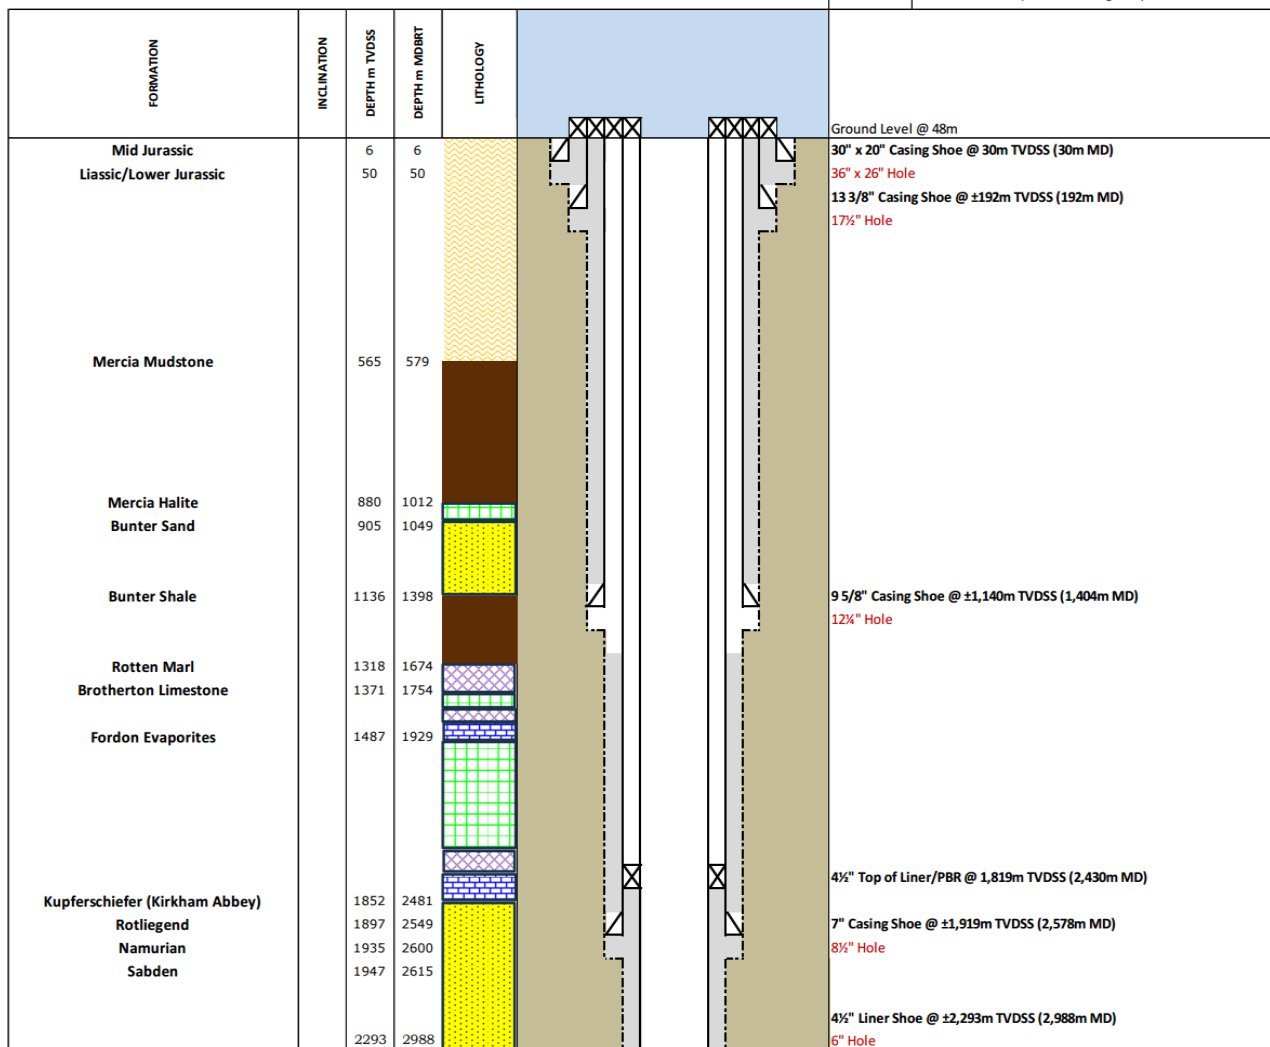 FORMATION INCLINATION DEPTH m TVDSS DEPTH m MDBRT LITHOLOGY
Ground Level @ 48m
Mid Jurassic 6 6 30" x 20" Casing Shoe @ 30m TVDSS (30m MD)
Liassic/Lower Jurassic 50 50 36" x 26" Hole
13 3/8" Casing Shoe @ ±192m TVDSS (192m MD)
17½" Hole
Mercia Mudstone 565 579
Mercia Halite 880 1012
Bunter Sand 905 1049
Bunter Shale 1136 1398 9 5/8" Casing Shoe @ ±1,140m TVDSS (1,404m MD)
12¼" Hole
Rotten Marl 1318 1674
Brotherton Limestone 1371 1754
Fordon Evaporites 1487 1929
4½" Top of Liner/PBR @ 1,819m TVDSS (2,430m MD)
Kupferschiefer (Kirkham Abbey) 1852 2481
Rotliegend 1897 2549 7" Casing Shoe @ ±1,919m TVDSS (2,578m MD)
Namurian 1935 2600 8½" Hole
Sabden 1947 2615
4½" Liner Shoe @ ±2,293m TVDSS (2,988m MD)
2293 2988 6" Hole